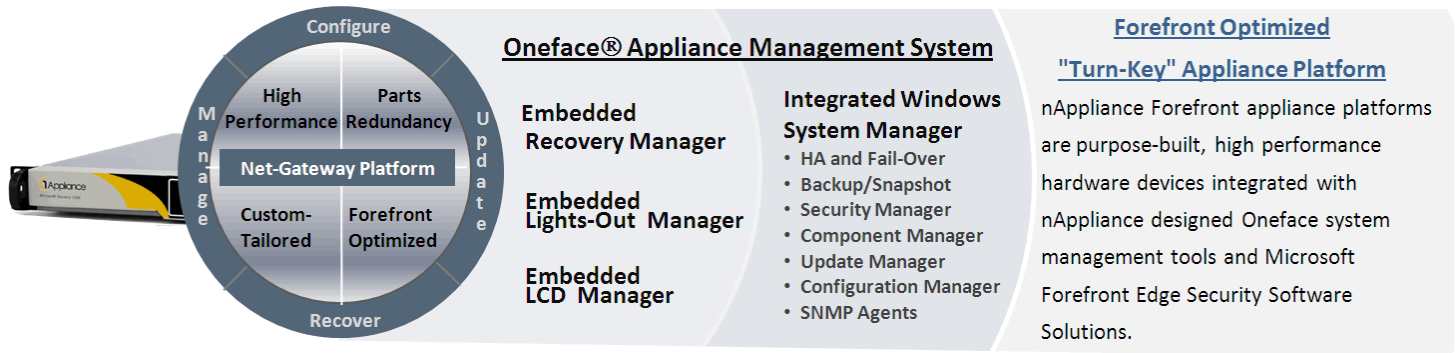 Configure
Manage
Update
Recover
High
Performance
Parts
Redundancy
Net-Gateway Platform
Custom-
Tailored
Forefront
Optimized
nAppliance
Oneface® Appliance Management System
Embedded
Recovery Manager
Embedded
Lights-Out Manager
Embedded
LCD Manager
Integrated Windows
System Manager
• HA and Fail-Over
• Backup/Snapshot
• Security Manager
• Component Manager
• Update Manager
• Configuration Manager
• SNMP Agents
Forefront Optimized
"Turn-Key" Appliance Platform
nAppliance Forefront appliance platforms
are purpose-built, high performance
hardware devices integrated with
nAppliance designed Oneface system
management tools and Microsoft
Forefront Edge Security Software
Solutions.